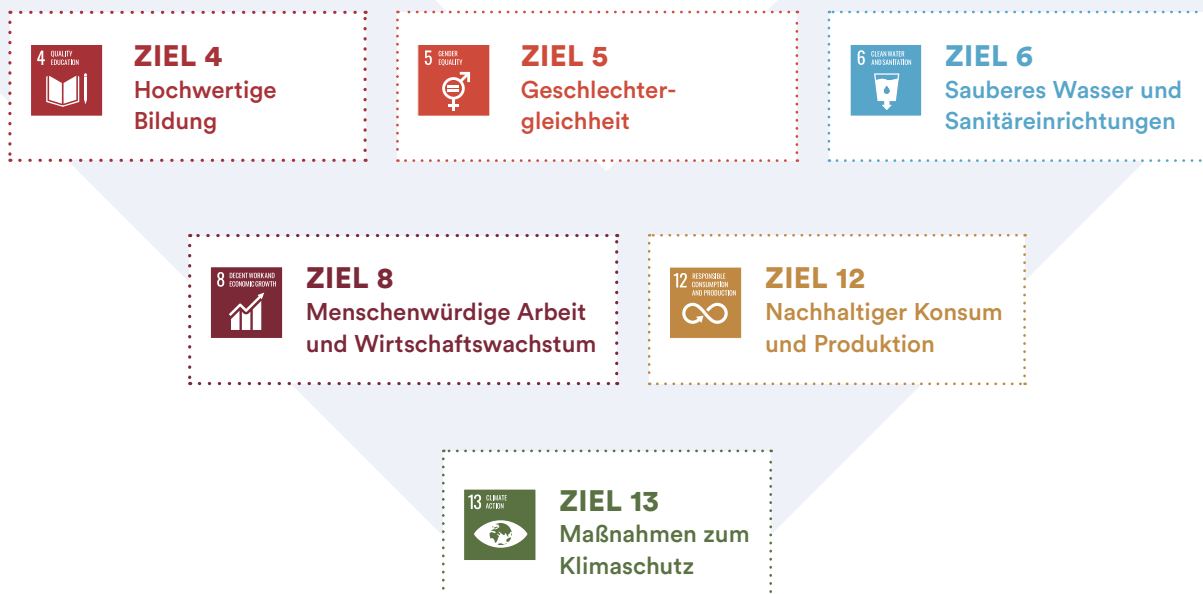 4 QUALITY
EDUCATION
ZIEL 4
Hochwertige
Bildung
5 GENDER
EQUALITY
ZIEL 5
Geschlechter-
gleichheit
6 CLEAN WATER
AND SANITATION
ZIEL 6
Sauberes Wasser und
Sanitäreinrichtungen
8 DECENT WORK AND
ECONOMIC GROWTH
ZIEL 8
Menschenwürdige Arbeit
und Wirtschaftswachstum
12 RESPONSIBLE
CONSUMPTION
AND PRODUCTION
ZIEL 12
Nachhaltiger Konsum
und Produktion
13 CLIMATE
ACTION
ZIEL 13
Maßnahmen zum
Klimaschutz